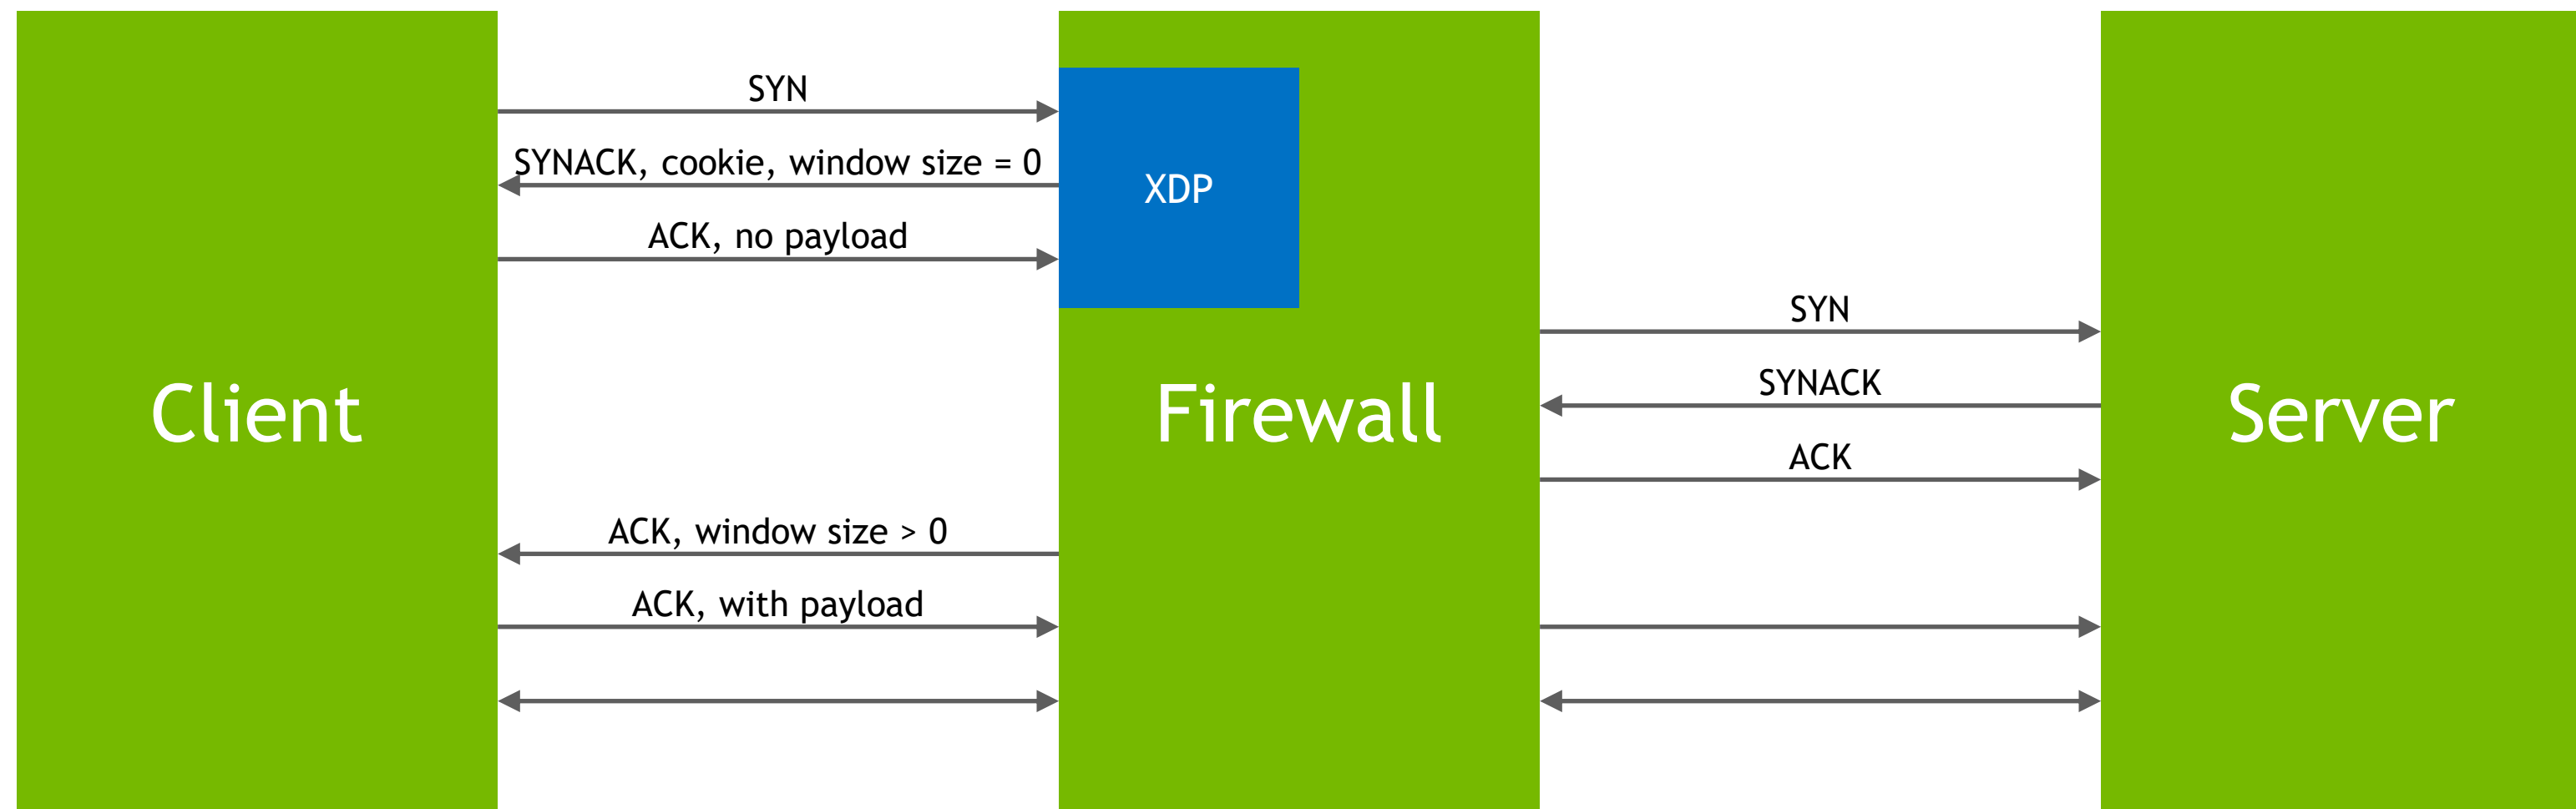 SYN
SYNACK, cookie, window size = 0
XDP
ACK, no payload
SYN
SYNACK
Client
Firewall
Server
ACK
ACK, window size > 0
ACK, with payload